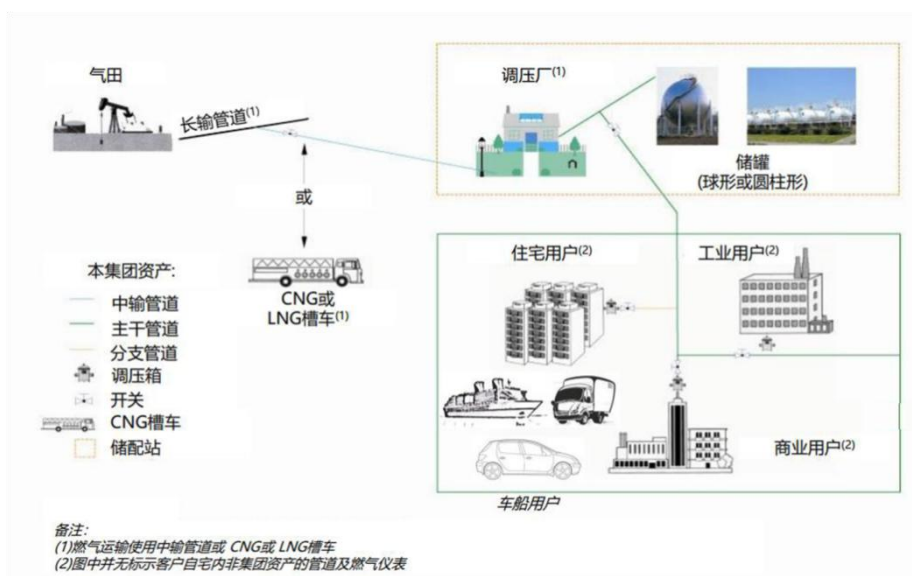 气田
长输管道(1)
调压厂(1)
储罐
(球形或圆柱形)
或
CNG或
LNG槽车(1)
住宅用户(2)
工业用户(2)
商业用户(2)
车船用户
本集团资产:
中输管道
主干管道
分支管道
调压箱
开关
CNG槽车
储配站
备注:
(1)燃气运输使用中输管道或 CNG或 LNG槽车
(2)图中并无标示客户自宅内非集团资产的管道及燃气仪表